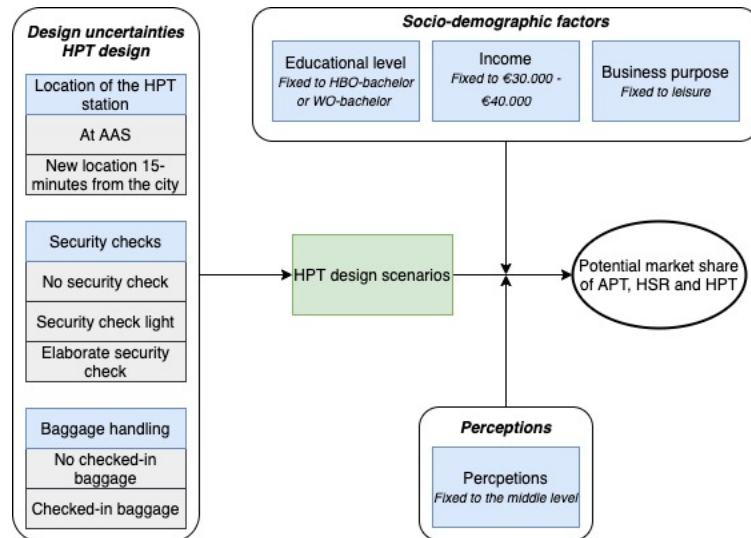 Design uncertainties
HPT design
Location of the HPT
station
At AAS
New location 15-
minutes from the city
Security checks
No security check
Security check light
Elaborate security
check
Baggage handling
No checked-in
baggage
Checked-in baggage
HPT design scenarios
Socio-demographic factors
Educational level
Fixed to HBO-bachelor
or WO-bachelor
Income
Fixed to €30.000 -
€40.000
Business purpose
Fixed to leisure
Potential market share
of APT, HSR and HPT
Perceptions
Percpetions
Fixed to the middle level